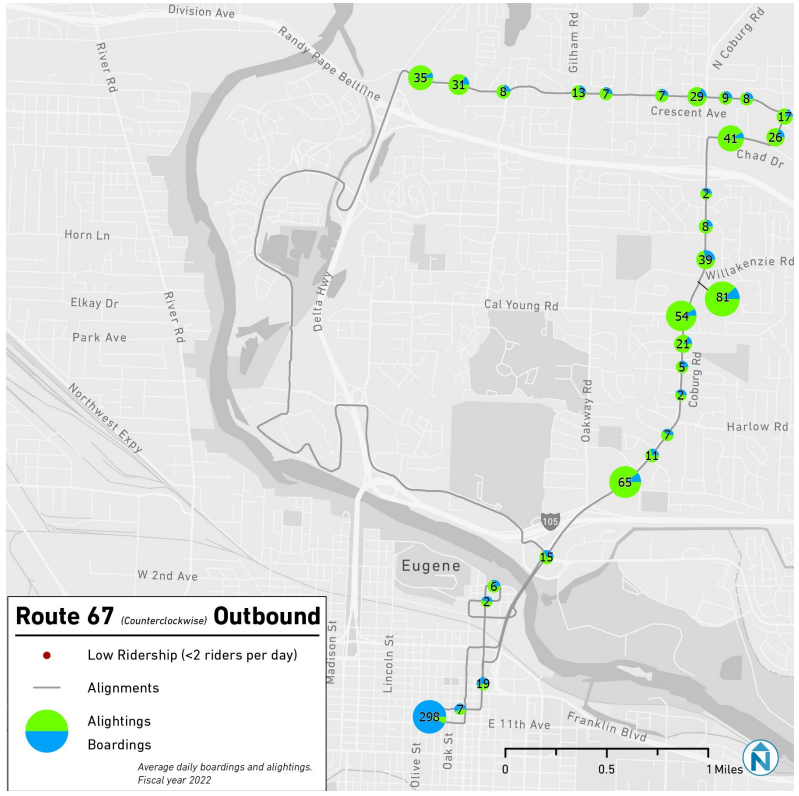 Division Ave
River Rd
Randy Pape Beltline
Gilham Rd
N Coburg Rd
35
31
8
13
7
7
29
9
8
17
Crescent Ave
26
41
Chad Dr
2
8
Horn Ln
39
Willakenzie Rd
81
Elkay Dr
River Rd
Delta Hwy
Cal Young Rd
54
Park Ave
21
5
Coburg Rd
2
Northwest Expy
Oakway Rd
Harlow Rd
7
11
65
105
15
Eugene
W 2nd Ave
6
2
Route 67 (Counterclockwise) Outbound
Low Ridership (<2 riders per day)
Alignments
Alightings
Boardings
Average daily boardings and alightings.
Fiscal year 2022
Madison St
Lincoln St
19
7
298
E 11th Ave
Franklin Blvd
Olive St
Oak St
0 0.5 1 Miles
N